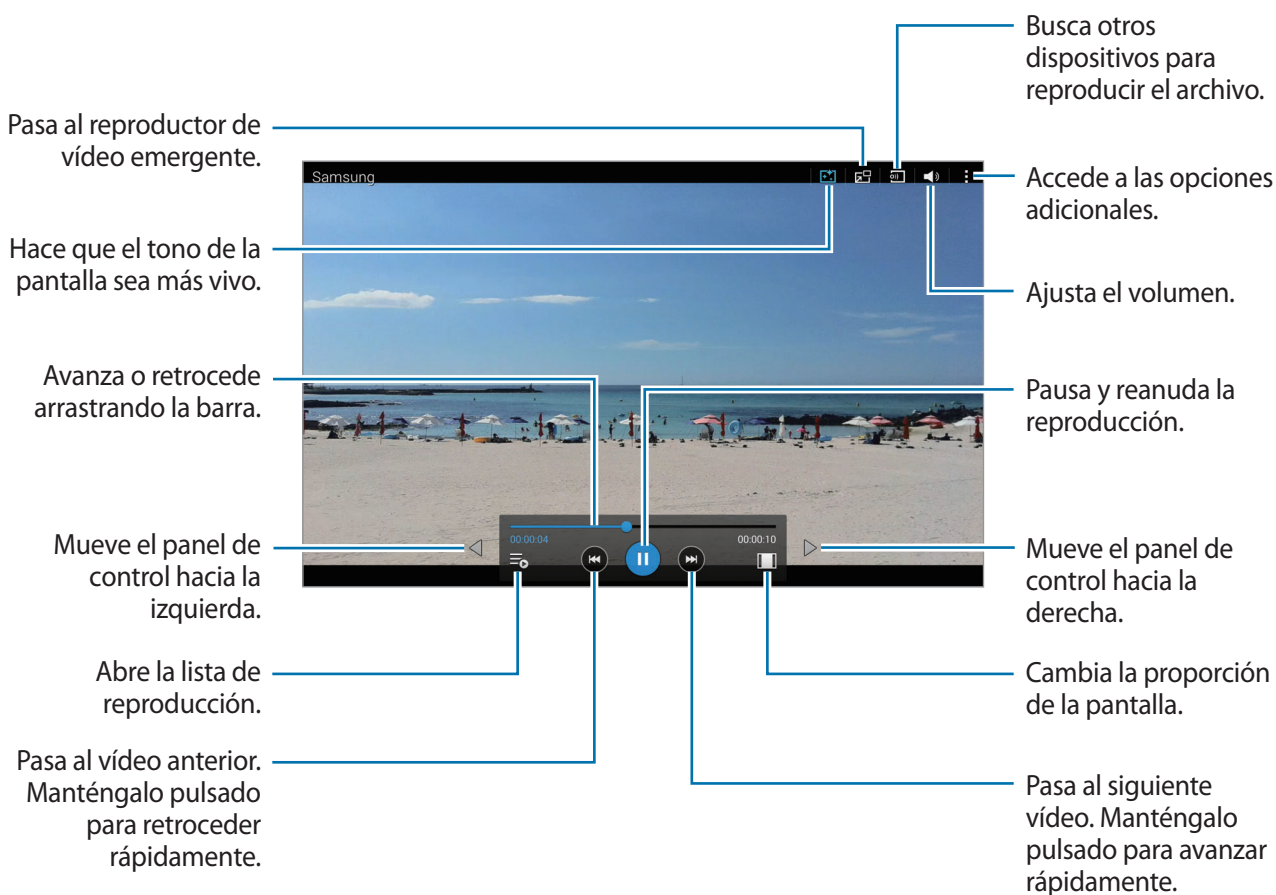 Busca otros
dispositivos para
reproducir el archivo.
Pasa al reproductor de
vídeo emergente.
Samsung
Accede a las opciones
adicionales.
Hace que el tono de la
pantalla sea más vivo.
Ajusta el volumen.
Avanza o retrocede
arrastrando la barra.
Pausa y reanuda la
reproducción.
00:00:04
00:00:10
Mueve el panel de
control hacia la
izquierda.
Mueve el panel de
control hacia la
derecha.
Abre la lista de
reproducción.
Cambia la proporción
de la pantalla.
Pasa al vídeo anterior.
Manténgalo pulsado
para retroceder
rápidamente.
Pasa al siguiente
vídeo. Manténgalo
pulsado para avanzar
rápidamente.